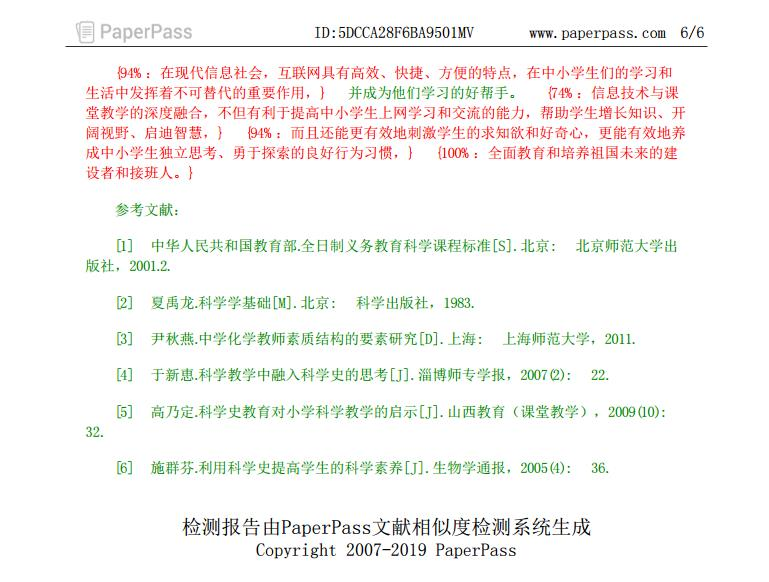 PaperPass ID:5DCCA28F6BA9501MV www.paperpass.com 6/6
{94%：在现代信息社会，互联网具有高效、快捷、方便的特点，在中小学生们的学习和
生活中发挥着不可替代的重要作用，} 并成为他们学习的好帮手。 {74%：信息技术与课
堂教学的深度融合，不但有利于提高中小学生上网学习和交流的能力，帮助学生增长知识、开
阔视野、启迪智慧，} {94%：而且还能更有效地刺激学生的求知欲和好奇心，更能有效地养
成中小学生独立思考、勇于探索的良好行为习惯，} {100%：全面教育和培养祖国未来的建
设者和接班人。}
参考文献：
[1] 中华人民共和国教育部.全日制义务教育科学课程标准[S].北京： 北京师范大学出
版社，2001.2.
[2] 夏禹龙.科学学基础[M].北京： 科学出版社，1983.
[3] 尹秋燕.中学化学教师素质结构的要素研究[D].上海： 上海师范大学，2011.
[4] 于新惠.科学教学中融入科学史的思考[J].淄博师专学报，2007(2)： 22.
[5] 高乃定.科学史教育对小学科学教学的启示[J].山西教育（课堂教学），2009(10)：
32.
[6] 施群芬.利用科学史提高学生的科学素养[J].生物学通报，2005(4)： 36.
检测报告由PaperPass文献相似度检测系统生成
Copyright 2007-2019 PaperPass